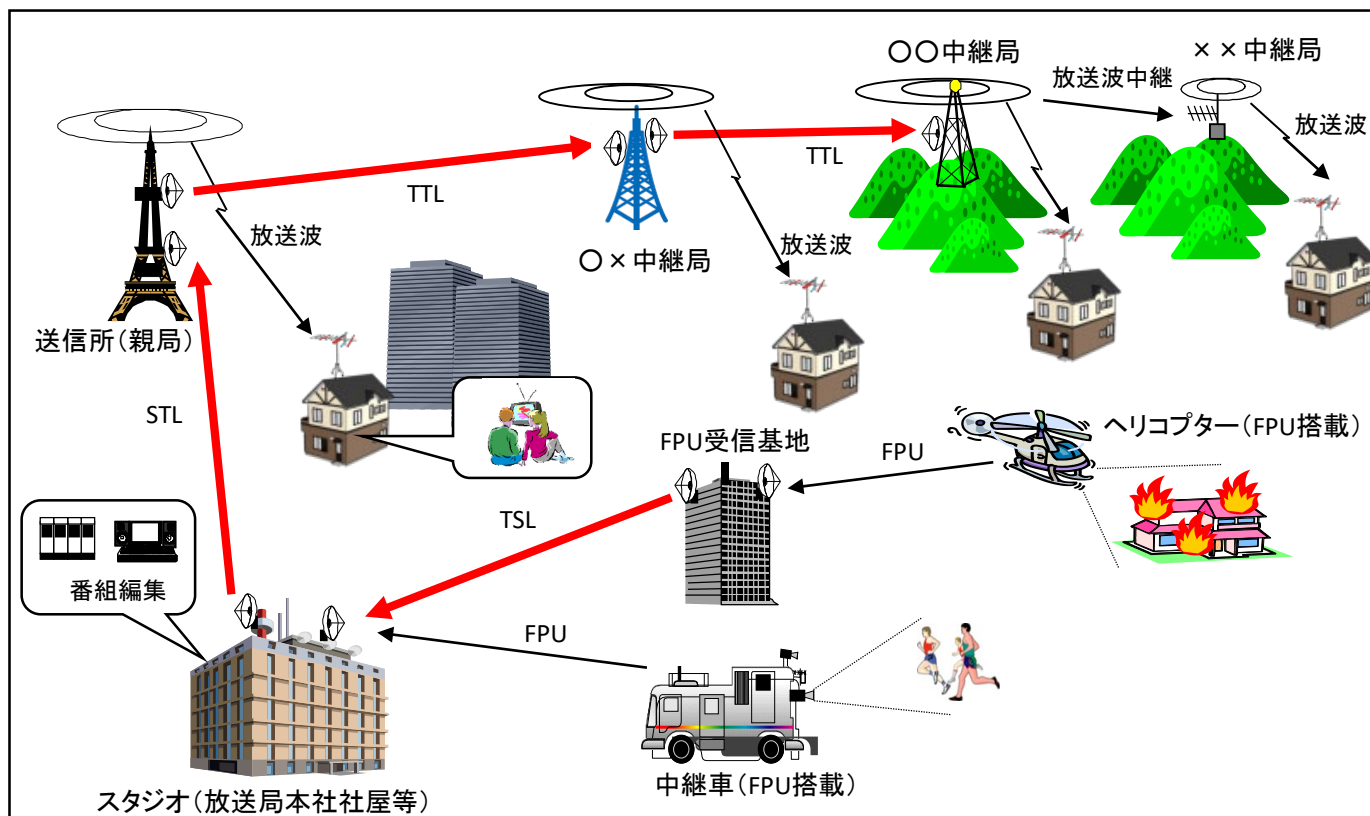 〇〇中継局
××中継局
放送波中継
放送波
TTL
TTL
放送波
〇×中継局
放送波
送信所(親局)
STL
FPU受信基地
FPU
ヘリコプター(FPU搭載)
TSL
番組編集
FPU
中継車(FPU搭載)
スタジオ(放送局本社社屋等)